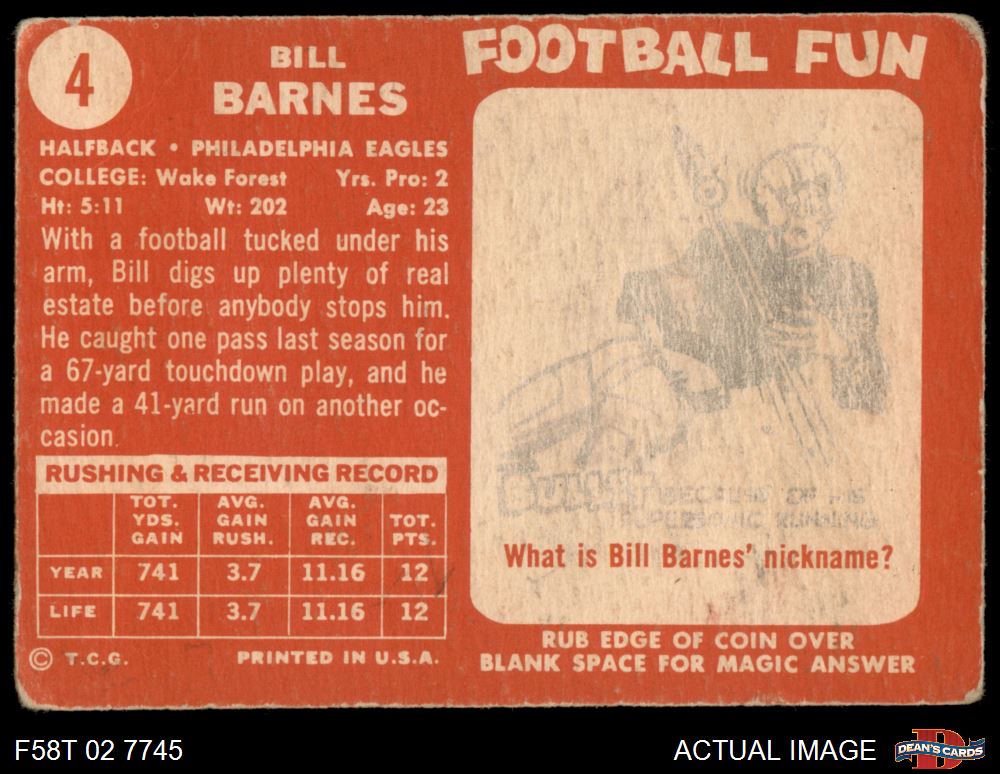 4
BILL
BARNES
HALFBACK • PHILADELPHIA EAGLES
COLLEGE: Wake Forest Yrs. Pro: 2
Ht: 5:11 Wt: 202 Age: 23
With a football tucked under his
arm, Bill digs up plenty of real
estate before anybody stops him.
He caught one pass last season for
a 67-yard touchdown play, and he
made a 41-yard run on another oc-
casion.
RUSHING & RECEIVING RECORD
TOT. YDS. GAIN AVG. GAIN RUSH. AVG. GAIN REC. TOT. PTS.
YEAR 741 3.7 11.16 12
LIFE 741 3.7 11.16 12
© T.C.G. PRINTED IN U.S.A.
FOOTBALL FUN
BECAUSE OF HIS
SUPERSONIC RUNNING
What is Bill Barnes' nickname?
RUB EDGE OF COIN OVER
BLANK SPACE FOR MAGIC ANSWER
F58T 02 7745
ACTUAL IMAGE
DEAN'S CARDS